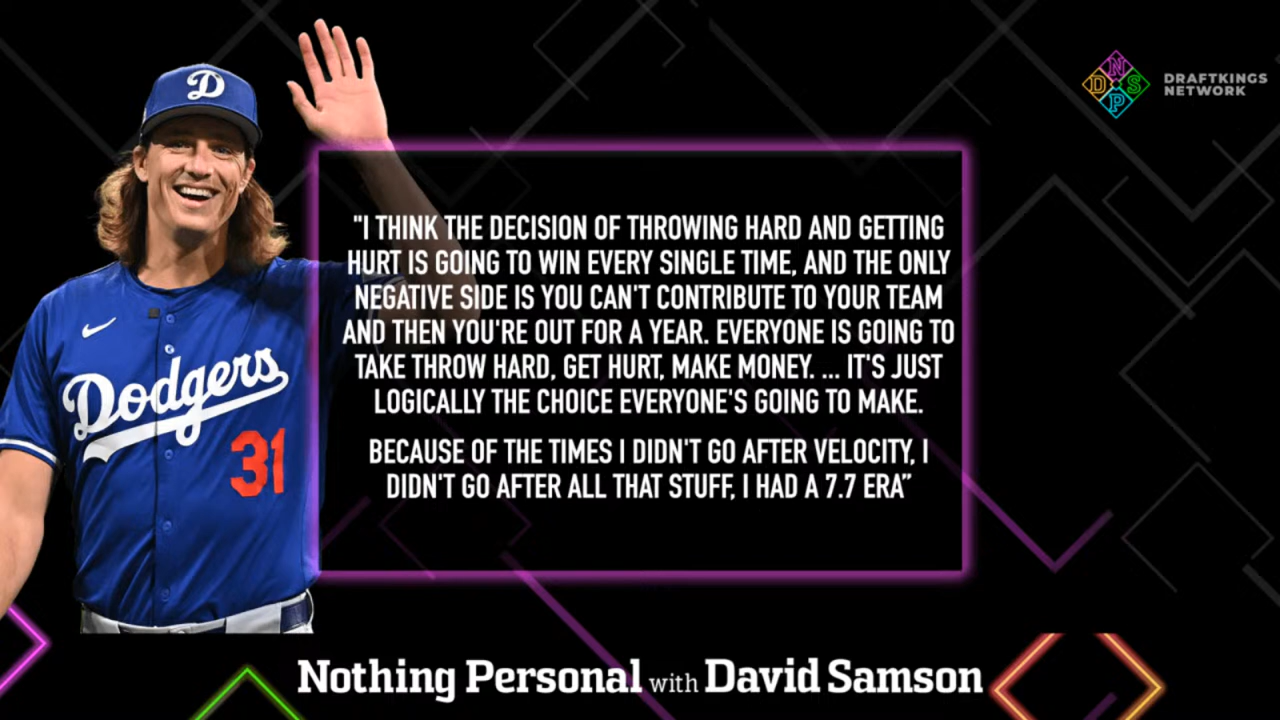 D
N
D S
P
DRAFTKINGS
NETWORK
"I THINK THE DECISION OF THROWING HARD AND GETTING
HURT IS GOING TO WIN EVERY SINGLE TIME, AND THE ONLY
NEGATIVE SIDE IS YOU CAN'T CONTRIBUTE TO YOUR TEAM
AND THEN YOU'RE OUT FOR A YEAR. EVERYONE IS GOING TO
TAKE THROW HARD, GET HURT, MAKE MONEY. ... IT'S JUST
LOGICALLY THE CHOICE EVERYONE'S GOING TO MAKE.
BECAUSE OF THE TIMES I DIDN'T GO AFTER VELOCITY, I
DIDN'T GO AFTER ALL THAT STUFF, I HAD A 7.7 ERA”
Dodgers
31
Nothing Personal with David Samson